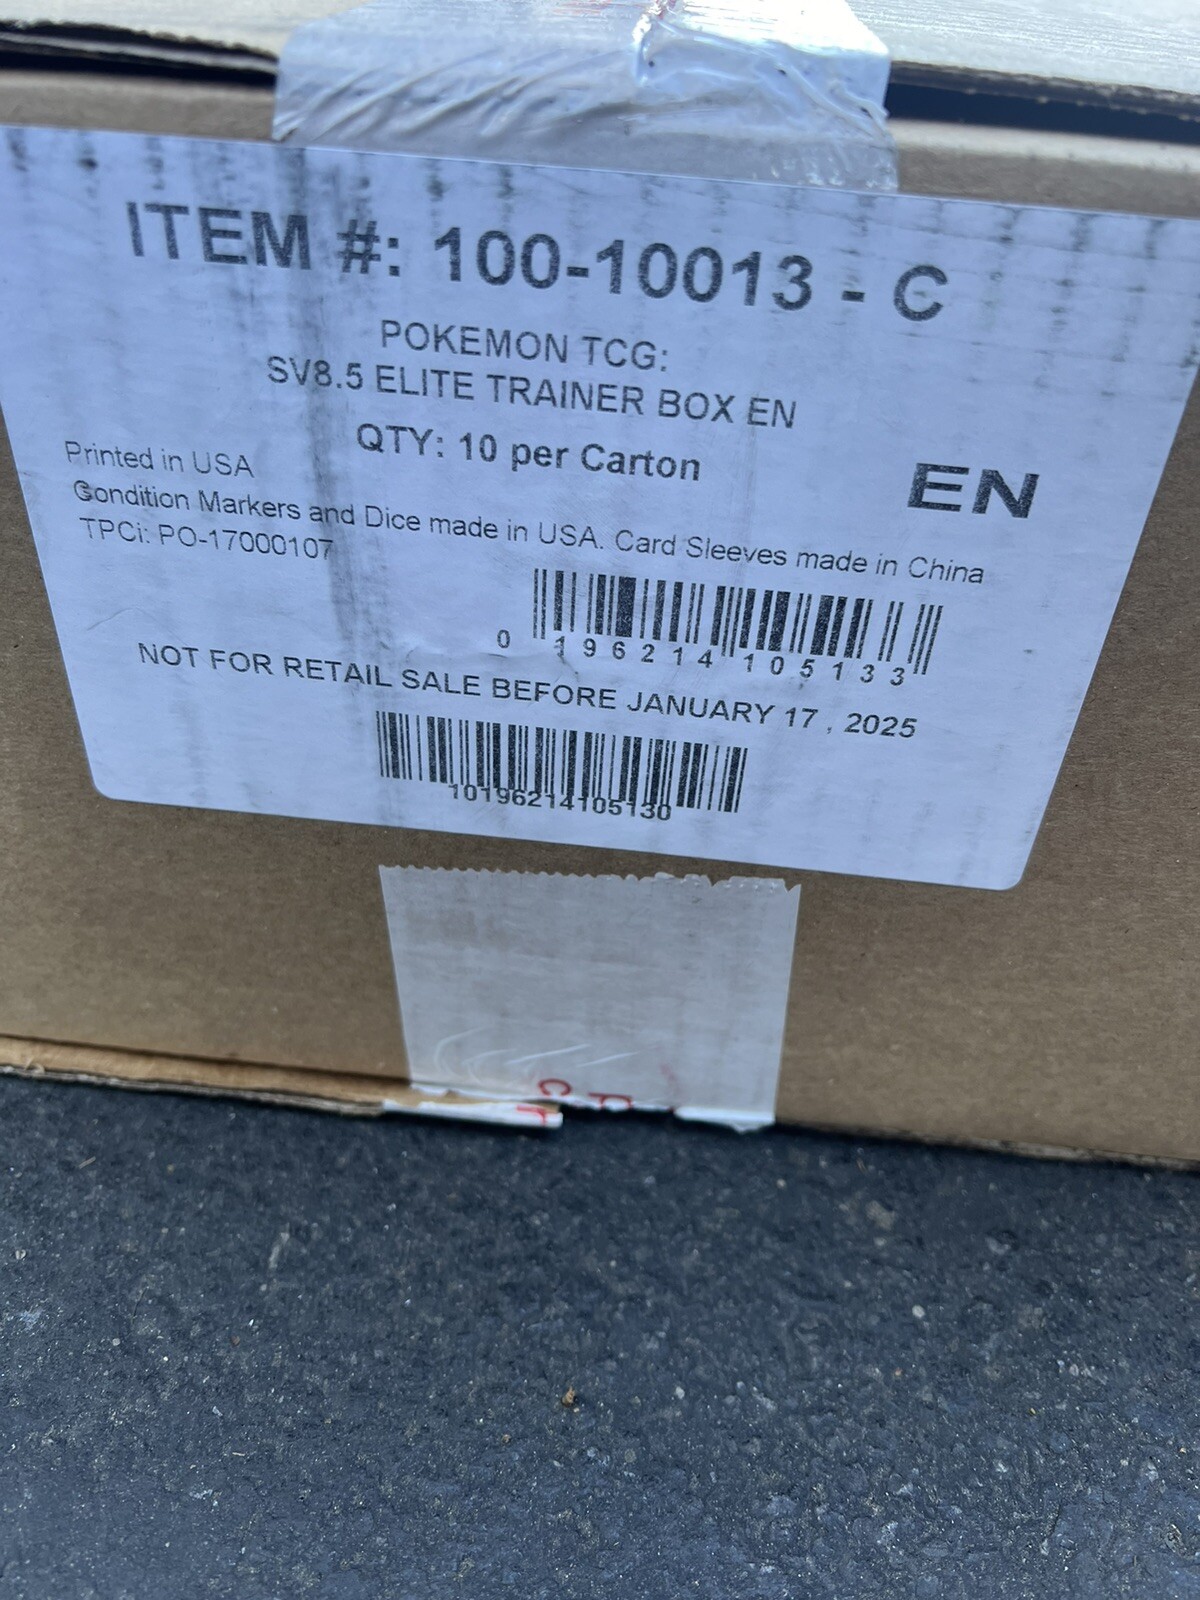 ITEM #: 100-10013 - C
POKEMON TCG:
SV8.5 ELITE TRAINER BOX EN
QTY: 10 per Carton
EN
Printed in USA
Condition Markers and Dice made in USA. Card Sleeves made in China
TPCi: PO-17000107
0 196214 105133
NOT FOR RETAIL SALE BEFORE JANUARY 17, 2025
10196214105130